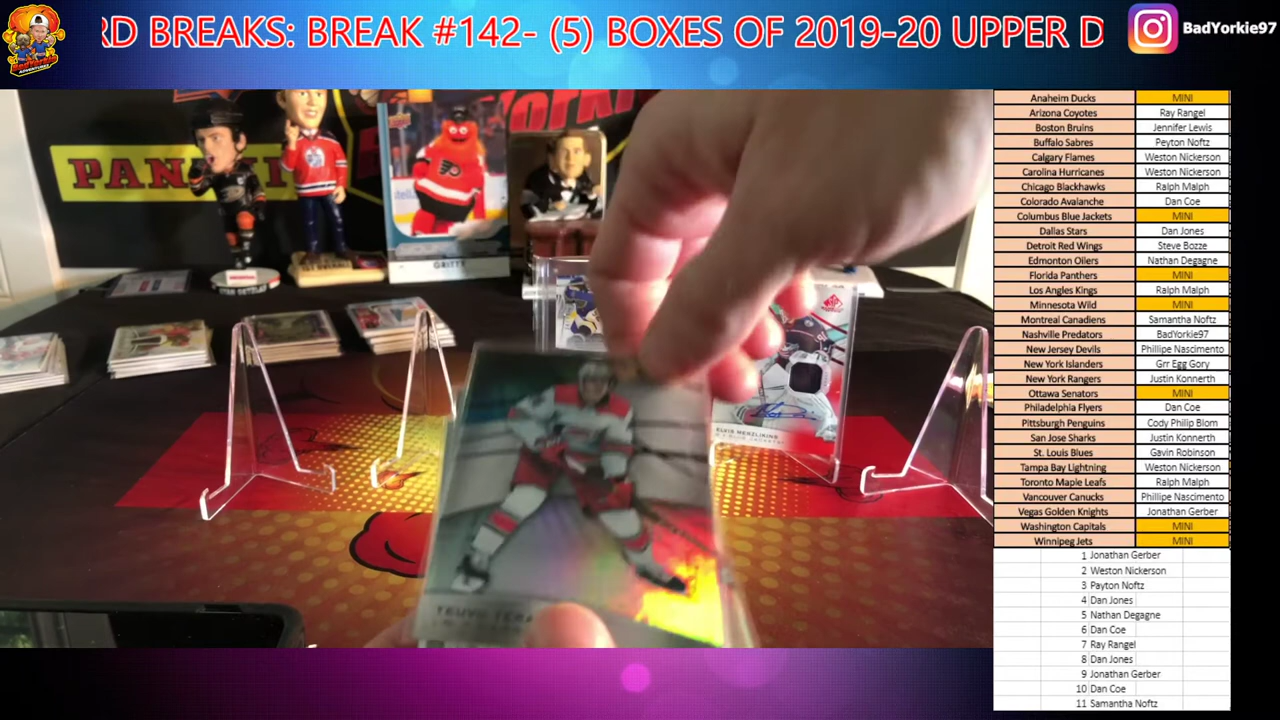 RD BREAKS: BREAK #142- (5) BOXES OF 2019-20 UPPER D
BadYorkie97
PANINI
GRITTY
ELVIS MERZLIKINS
Anaheim Ducks MINI
Arizona Coyotes Ray Rangel
Boston Bruins Jennifer Lewis
Buffalo Sabres Peyton Noftz
Calgary Flames Weston Nickerson
Carolina Hurricanes Weston Nickerson
Chicago Blackhawks Ralph Malph
Colorado Avalanche Dan Coe
Columbus Blue Jackets MINI
Dallas Stars Dan Jones
Detroit Red Wings Steve Bozze
Edmonton Oilers Nathan Degagne
Florida Panthers MINI
Los Angles Kings Ralph Malph
Minnesota Wild MINI
Montreal Canadiens Samantha Noftz
Nashville Predators BadYorkie97
New Jersey Devils Phillipe Nascimento
New York Islanders Grr Egg Gory
New York Rangers Justin Konnerth
Ottawa Senators MINI
Philadelphia Flyers Dan Coe
Pittsburgh Penguins Cody Philip Blom
San Jose Sharks Justin Konnerth
St. Louis Blues Gavin Robinson
Tampa Bay Lightning Weston Nickerson
Toronto Maple Leafs Ralph Malph
Vancouver Canucks Phillipe Nascimento
Vegas Golden Knights Jonathan Gerber
Washington Capitals MINI
Winnipeg Jets MINI
1 Jonathan Gerber
2 Weston Nickerson
3 Payton Noftz
4 Dan Jones
5 Nathan Degagne
6 Dan Coe
7 Ray Rangel
8 Dan Jones
9 Jonathan Gerber
10 Dan Coe
11 Samantha Noftz